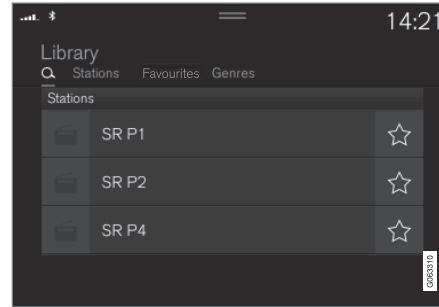 14:21
Library
Stations Favourites Genres
Stations
SR P1
SR P2
SR P4
G063310